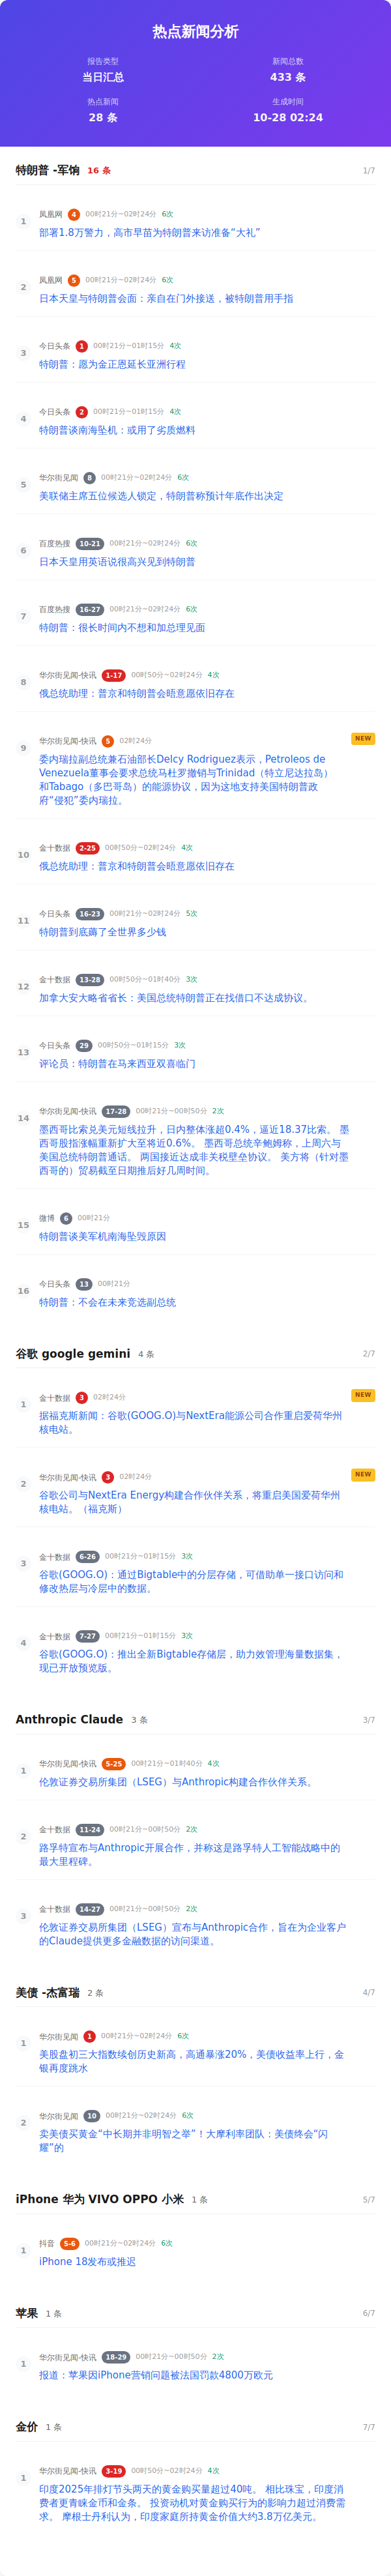 热点新闻分析
报告类型
当日汇总
新闻总数
433 条
热点新闻
28 条
生成时间
10-28 02:24
特朗普 -军饷 16 条 1/7
1
凤凰网 4 00时21分~02时24分 6次
部署1.8万警力，高市早苗为特朗普来访准备“大礼”
2
凤凰网 5 00时21分~02时24分 6次
日本天皇与特朗普会面：亲自在门外接送，被特朗普用手指
3
今日头条 1 00时21分~01时15分 4次
特朗普：愿为金正恩延长亚洲行程
4
今日头条 2 00时21分~01时15分 4次
特朗普谈南海坠机：或用了劣质燃料
5
华尔街见闻 8 00时21分~02时24分 6次
美联储主席五位候选人锁定，特朗普称预计年底作出决定
6
百度热搜 10-21 00时21分~02时24分 6次
日本天皇用英语说很高兴见到特朗普
7
百度热搜 16-27 00时21分~02时24分 6次
特朗普：很长时间内不想和加总理见面
8
华尔街见闻-快讯 1-17 00时50分~02时24分 4次
俄总统助理：普京和特朗普会晤意愿依旧存在
9
华尔街见闻-快讯 5 02时24分 NEW
委内瑞拉副总统兼石油部长Delcy Rodriguez表示，Petroleos de
Venezuela董事会要求总统马杜罗撤销与Trinidad（特立尼达拉岛）
和Tabago（多巴哥岛）的能源协议，因为这地支持美国特朗普政
府“侵犯”委内瑞拉。
10
金十数据 2-25 00时50分~02时24分 4次
俄总统助理：普京和特朗普会晤意愿依旧存在
11
今日头条 16-23 00时21分~02时24分 5次
特朗普到底薅了全世界多少钱
12
金十数据 13-28 00时50分~01时40分 3次
加拿大安大略省省长：美国总统特朗普正在找借口不达成协议。
13
今日头条 29 00时50分~01时15分 3次
评论员：特朗普在马来西亚双喜临门
14
华尔街见闻-快讯 17-28 00时21分~00时50分 2次
墨西哥比索兑美元短线拉升，日内整体涨超0.4%，逼近18.37比索。 墨
西哥股指涨幅重新扩大至将近0.6%。 墨西哥总统辛鲍姆称，上周六与
美国总统特朗普通话。 两国接近达成非关税壁垒协议。 美方将（针对墨
西哥的）贸易截至日期推后好几周时间。
15
微博 6 00时21分
特朗普谈美军机南海坠毁原因
16
今日头条 13 00时21分
特朗普：不会在未来竞选副总统
谷歌 google gemini 4 条 2/7
1
金十数据 3 02时24分 NEW
据福克斯新闻：谷歌(GOOG.O)与NextEra能源公司合作重启爱荷华州
核电站。
2
华尔街见闻-快讯 3 02时24分 NEW
谷歌公司与NextEra Energy构建合作伙伴关系，将重启美国爱荷华州
核电站。（福克斯）
3
金十数据 6-26 00时21分~01时15分 3次
谷歌(GOOG.O)：通过Bigtable中的分层存储，可借助单一接口访问和
修改热层与冷层中的数据。
4
金十数据 7-27 00时21分~01时15分 3次
谷歌(GOOG.O)：推出全新Bigtable存储层，助力效管理海量数据集，
现已开放预览版。
Anthropic Claude 3 条 3/7
1
华尔街见闻-快讯 5-25 00时21分~01时40分 4次
伦敦证券交易所集团（LSEG）与Anthropic构建合作伙伴关系。
2
金十数据 11-24 00时21分~00时50分 2次
路孚特宣布与Anthropic开展合作，并称这是路孚特人工智能战略中的
最大里程碑。
3
金十数据 14-27 00时21分~00时50分 2次
伦敦证券交易所集团（LSEG）宣布与Anthropic合作，旨在为企业客户
的Claude提供更多金融数据的访问渠道。
美债 -杰富瑞 2 条 4/7
1
华尔街见闻 1 00时21分~02时24分 6次
美股盘初三大指数续创历史新高，高通暴涨20%，美债收益率上行，金
银再度跳水
2
华尔街见闻 10 00时21分~02时24分 6次
卖美债买黄金“中长期并非明智之举”！大摩利率团队：美债终会“闪
耀”的
iPhone 华为 VIVO OPPO 小米 1 条 5/7
1
抖音 5-6 00时21分~02时24分 6次
iPhone 18发布或推迟
苹果 1 条 6/7
1
华尔街见闻-快讯 18-29 00时21分~00时50分 2次
报道：苹果因iPhone营销问题被法国罚款4800万欧元
金价 1 条 7/7
1
华尔街见闻-快讯 3-19 00时50分~02时24分 4次
印度2025年排灯节头两天的黄金购买量超过40吨。 相比珠宝，印度消
费者更青睐金币和金条。 投资动机对黄金购买行为的影响力超过消费需
求。 摩根士丹利认为，印度家庭所持黄金价值大约3.8万亿美元。